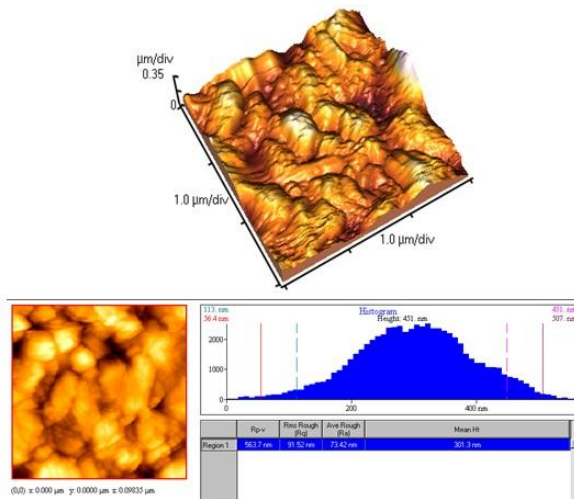 µm/div
0.35
0
1.0 µm/div
1.0 µm/div
113. nm
56.4 nm
Histogram
Height: 451. nm
451. nm
507. nm
2000
1000
0
0
200
400 nm
Rp-v
Rms Rough (Rq)
Ave Rough (Ra)
Mean Ht
Region 1
563.7 nm
91.52 nm
73.42 nm
301.3 nm
(0,0) x: 0.000 µm y: 0.0000 µm z: 0.09835 µm